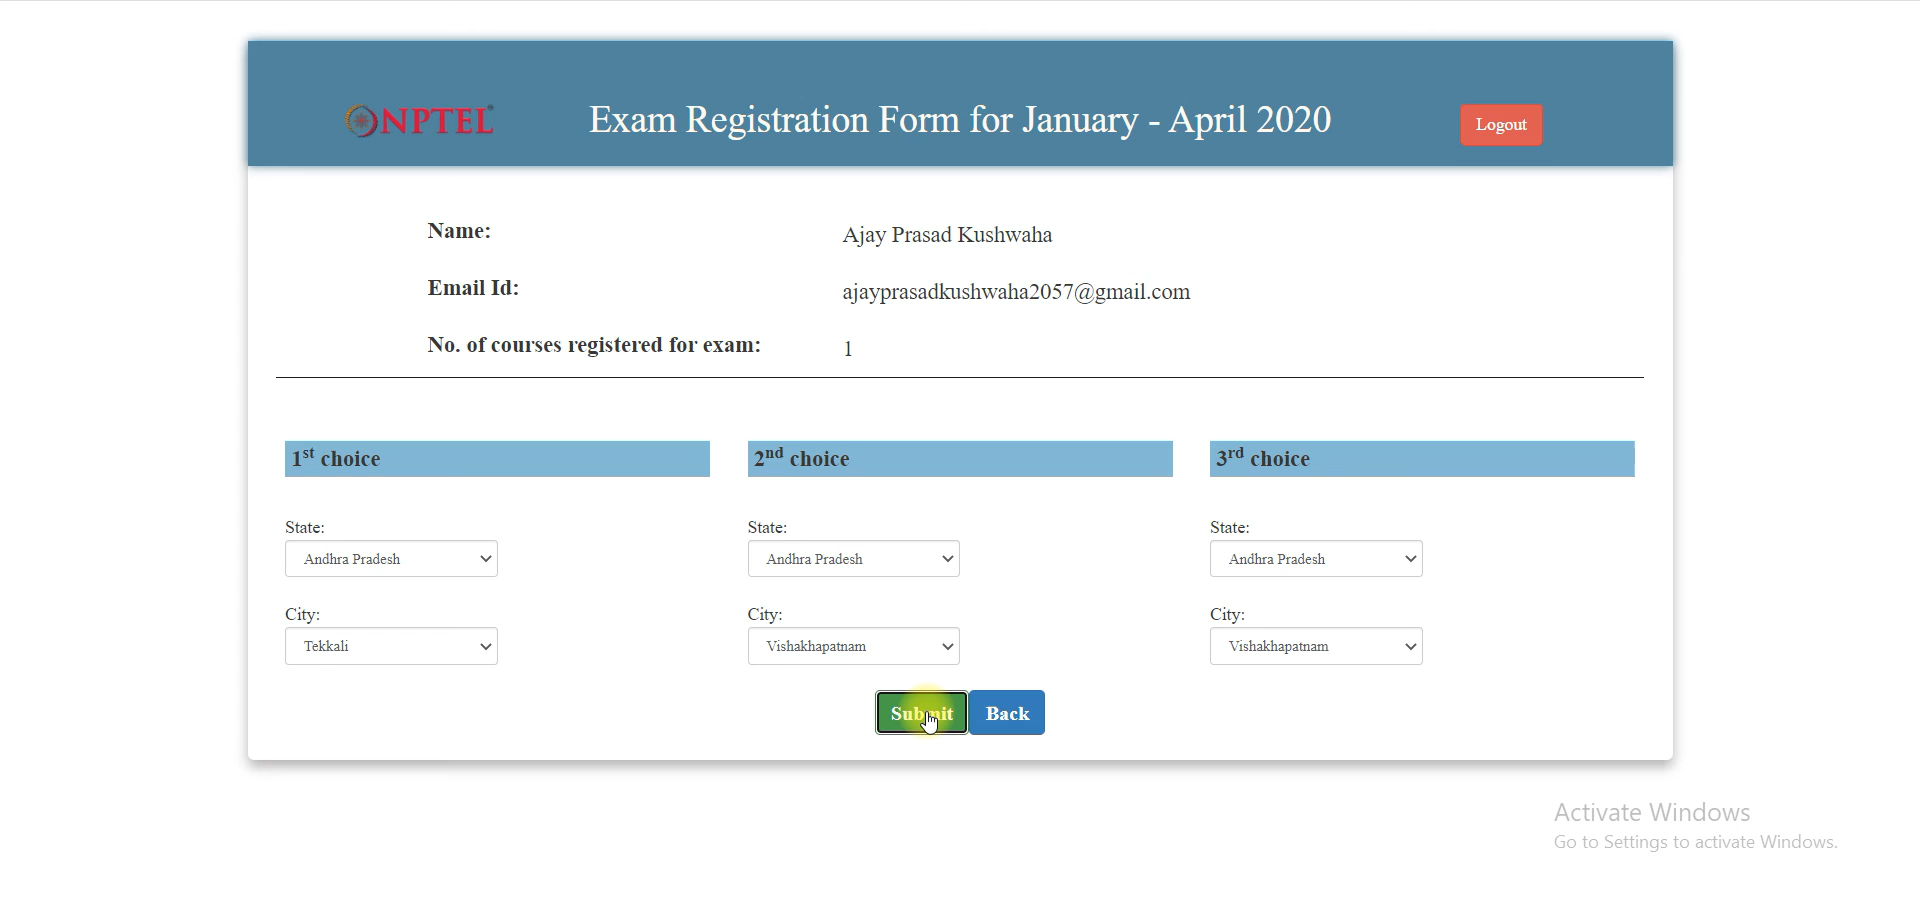 NPTEL
Exam Registration Form for January - April 2020
Logout
Name:
Ajay Prasad Kushwaha
Email Id:
ajayprasadkushwaha2057@gmail.com
No. of courses registered for exam:
1
1st choice
2nd choice
3rd choice
State:
State:
State:
Andhra Pradesh
Andhra Pradesh
Andhra Pradesh
City:
City:
City:
Tekkali
Vishakhapatnam
Vishakhapatnam
Submit
Back
Activate Windows
Go to Settings to activate Windows.